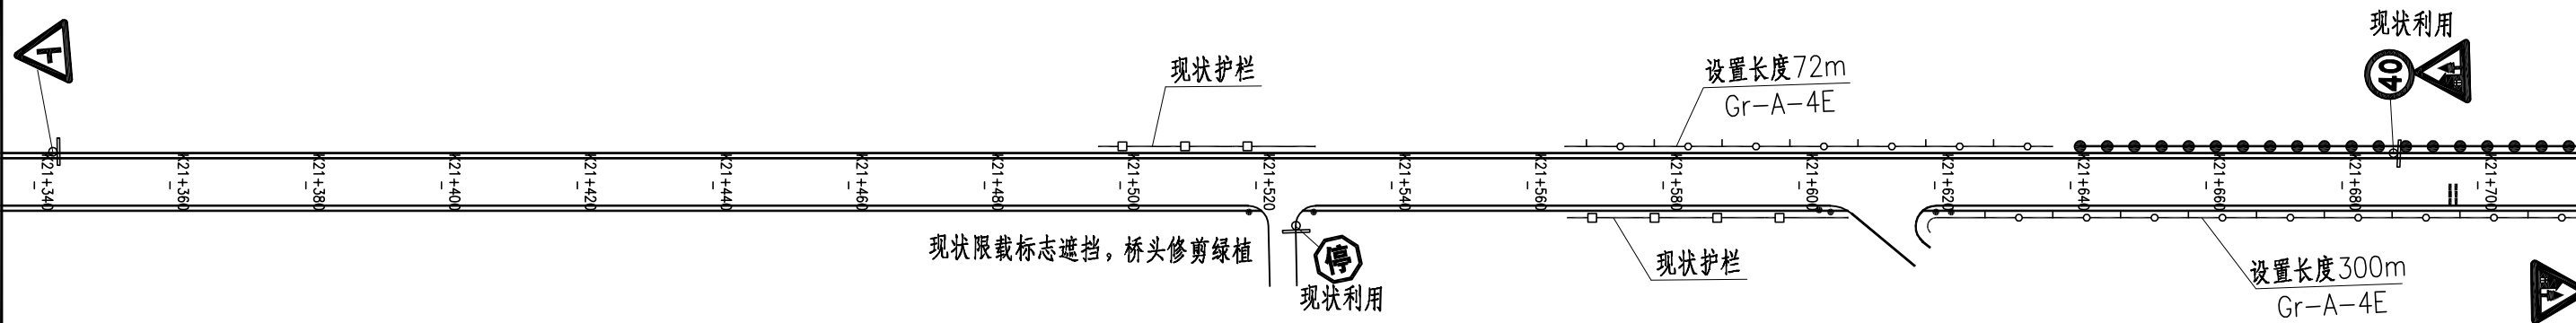 现状利用
40
现状护栏
设置长度72m
Gr-A-4E
K21+340
K21+360
K21+380
K21+400
K21+420
K21+440
K21+460
K21+480
K21+500
K21+520
K21+540
K21+560
K21+580
K21+600
K21+620
K21+640
K21+660
K21+680
K21+700
现状限载标志遮挡，桥头修剪绿植
停
现状利用
现状护栏
设置长度300m
Gr-A-4E